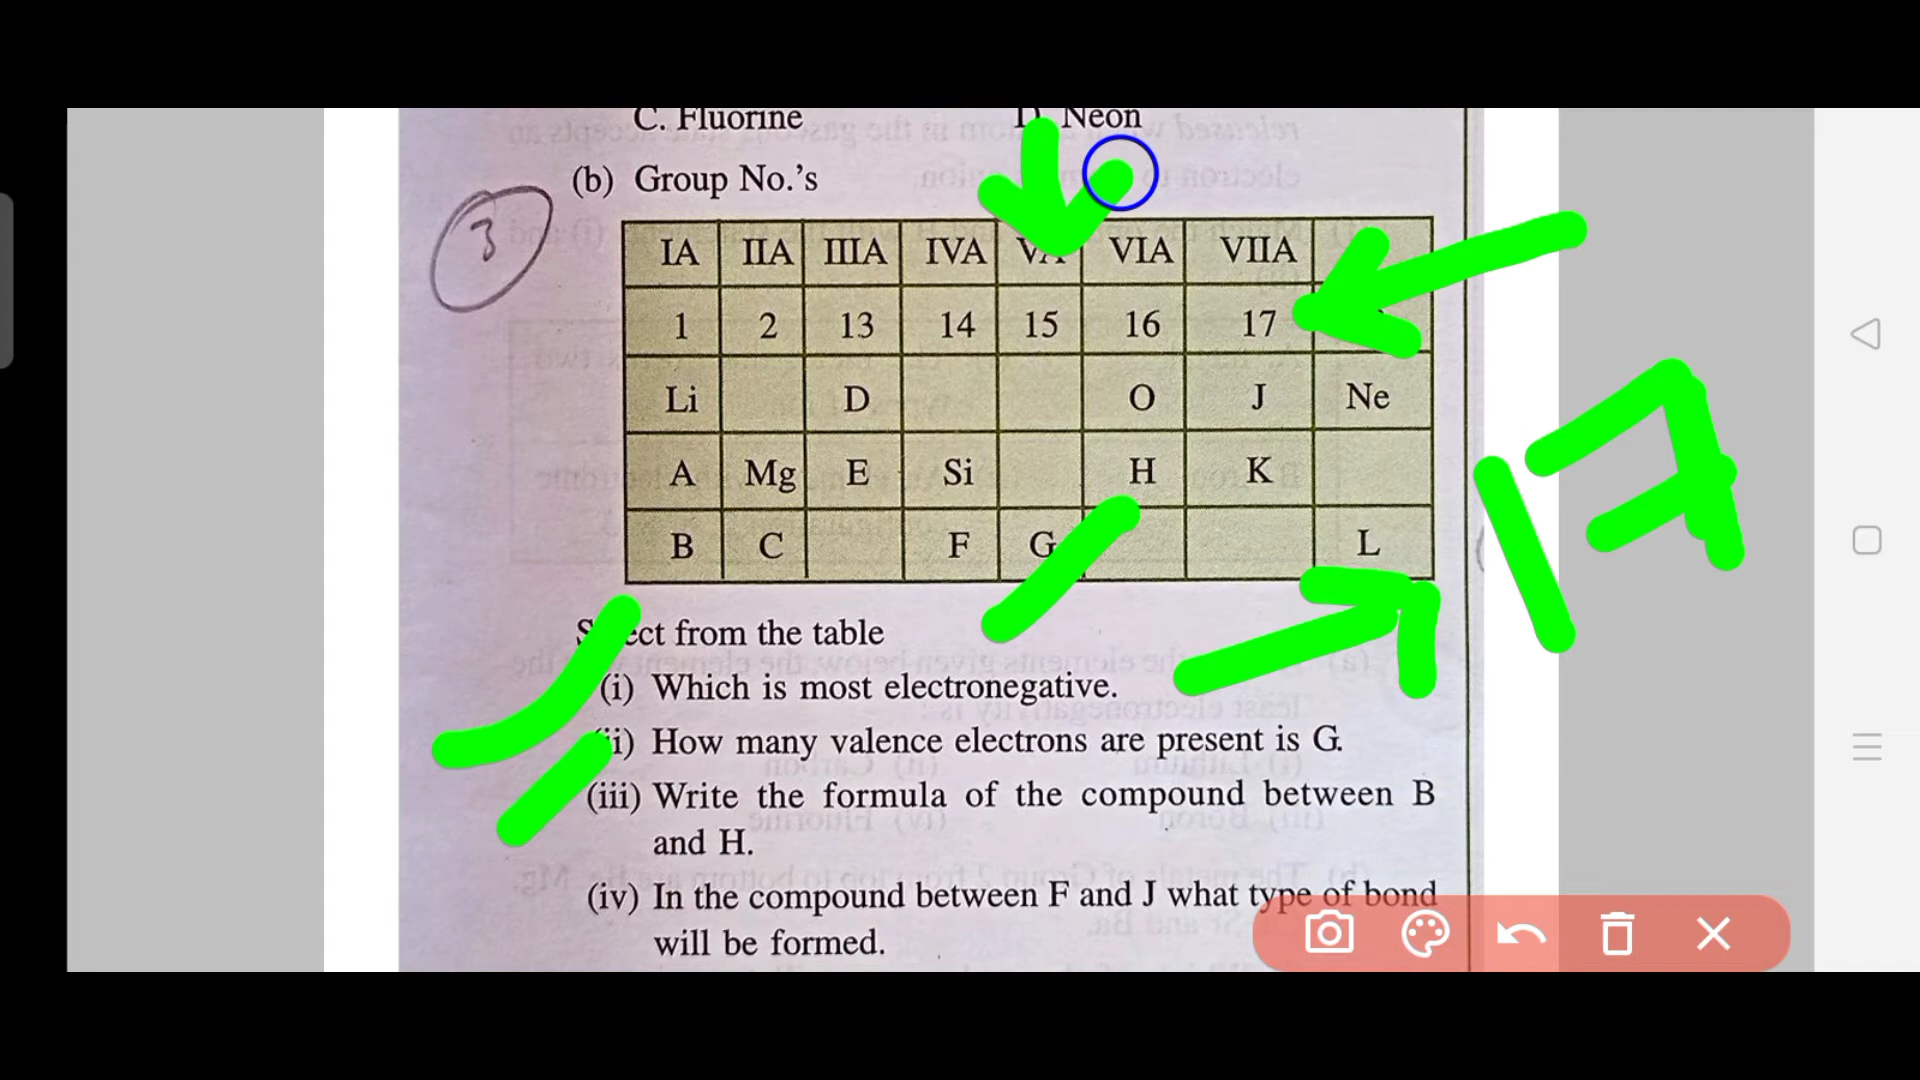 C. Fluorine D. Neon
(b) Group No.'s
3
IA IIA IIIA IVA VA VIA VIIA
1 2 13 14 15 16 17
Li D O J Ne
A Mg E Si H K
B C F G L
17
Select from the table
(i) Which is most electronegative.
(ii) How many valence electrons are present is G.
(iii) Write the formula of the compound between B
and H.
(iv) In the compound between F and J what type of bond
will be formed.